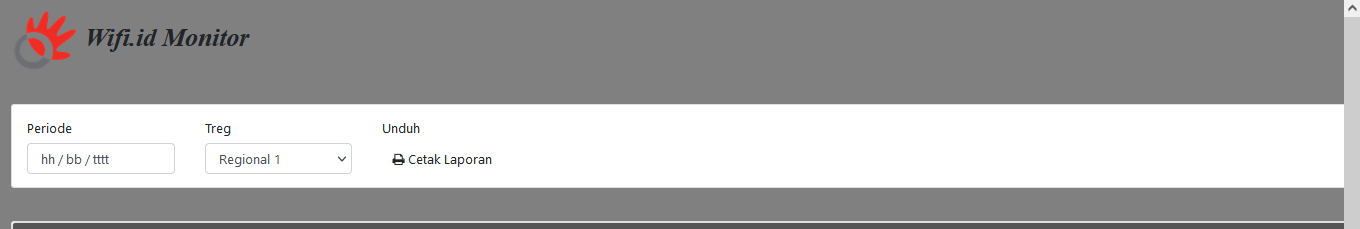 Wifi.id Monitor
Periode Treg Unduh
hh / bb / tttt Regional 1 Cetak Laporan